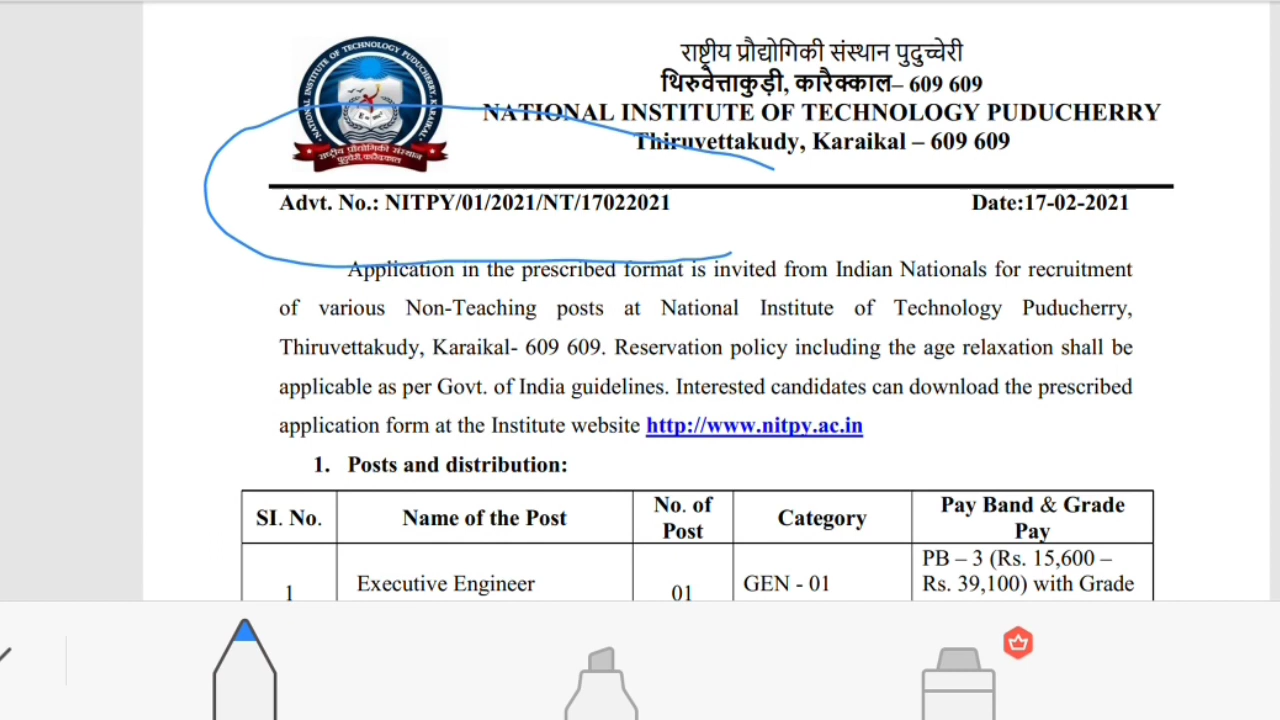 राष्ट्रीय प्रौद्योगिकी संस्थान पुदुच्चेरी
थिरुवेत्ताकुड़ी, कारैक्काल– 609 609
NATIONAL INSTITUTE OF TECHNOLOGY PUDUCHERRY
Thiruvettakudy, Karaikal – 609 609
NATIONAL INSTITUTE OF TECHNOLOGY PUDUCHERRY,
राष्ट्रीय प्रौद्योगिकी संस्थान
पुदुचेरी, कारैकाल
Advt. No.: NITPY/01/2021/NT/17022021 Date:17-02-2021
Application in the prescribed format is invited from Indian Nationals for recruitment
of various Non-Teaching posts at National Institute of Technology Puducherry,
Thiruvettakudy, Karaikal- 609 609. Reservation policy including the age relaxation shall be
applicable as per Govt. of India guidelines. Interested candidates can download the prescribed
application form at the Institute website http://www.nitpy.ac.in
1. Posts and distribution:
SI. No. Name of the Post No. of Post Category Pay Band & Grade Pay
1 Executive Engineer 01 GEN - 01 PB – 3 (Rs. 15,600 –
Rs. 39,100) with Grade